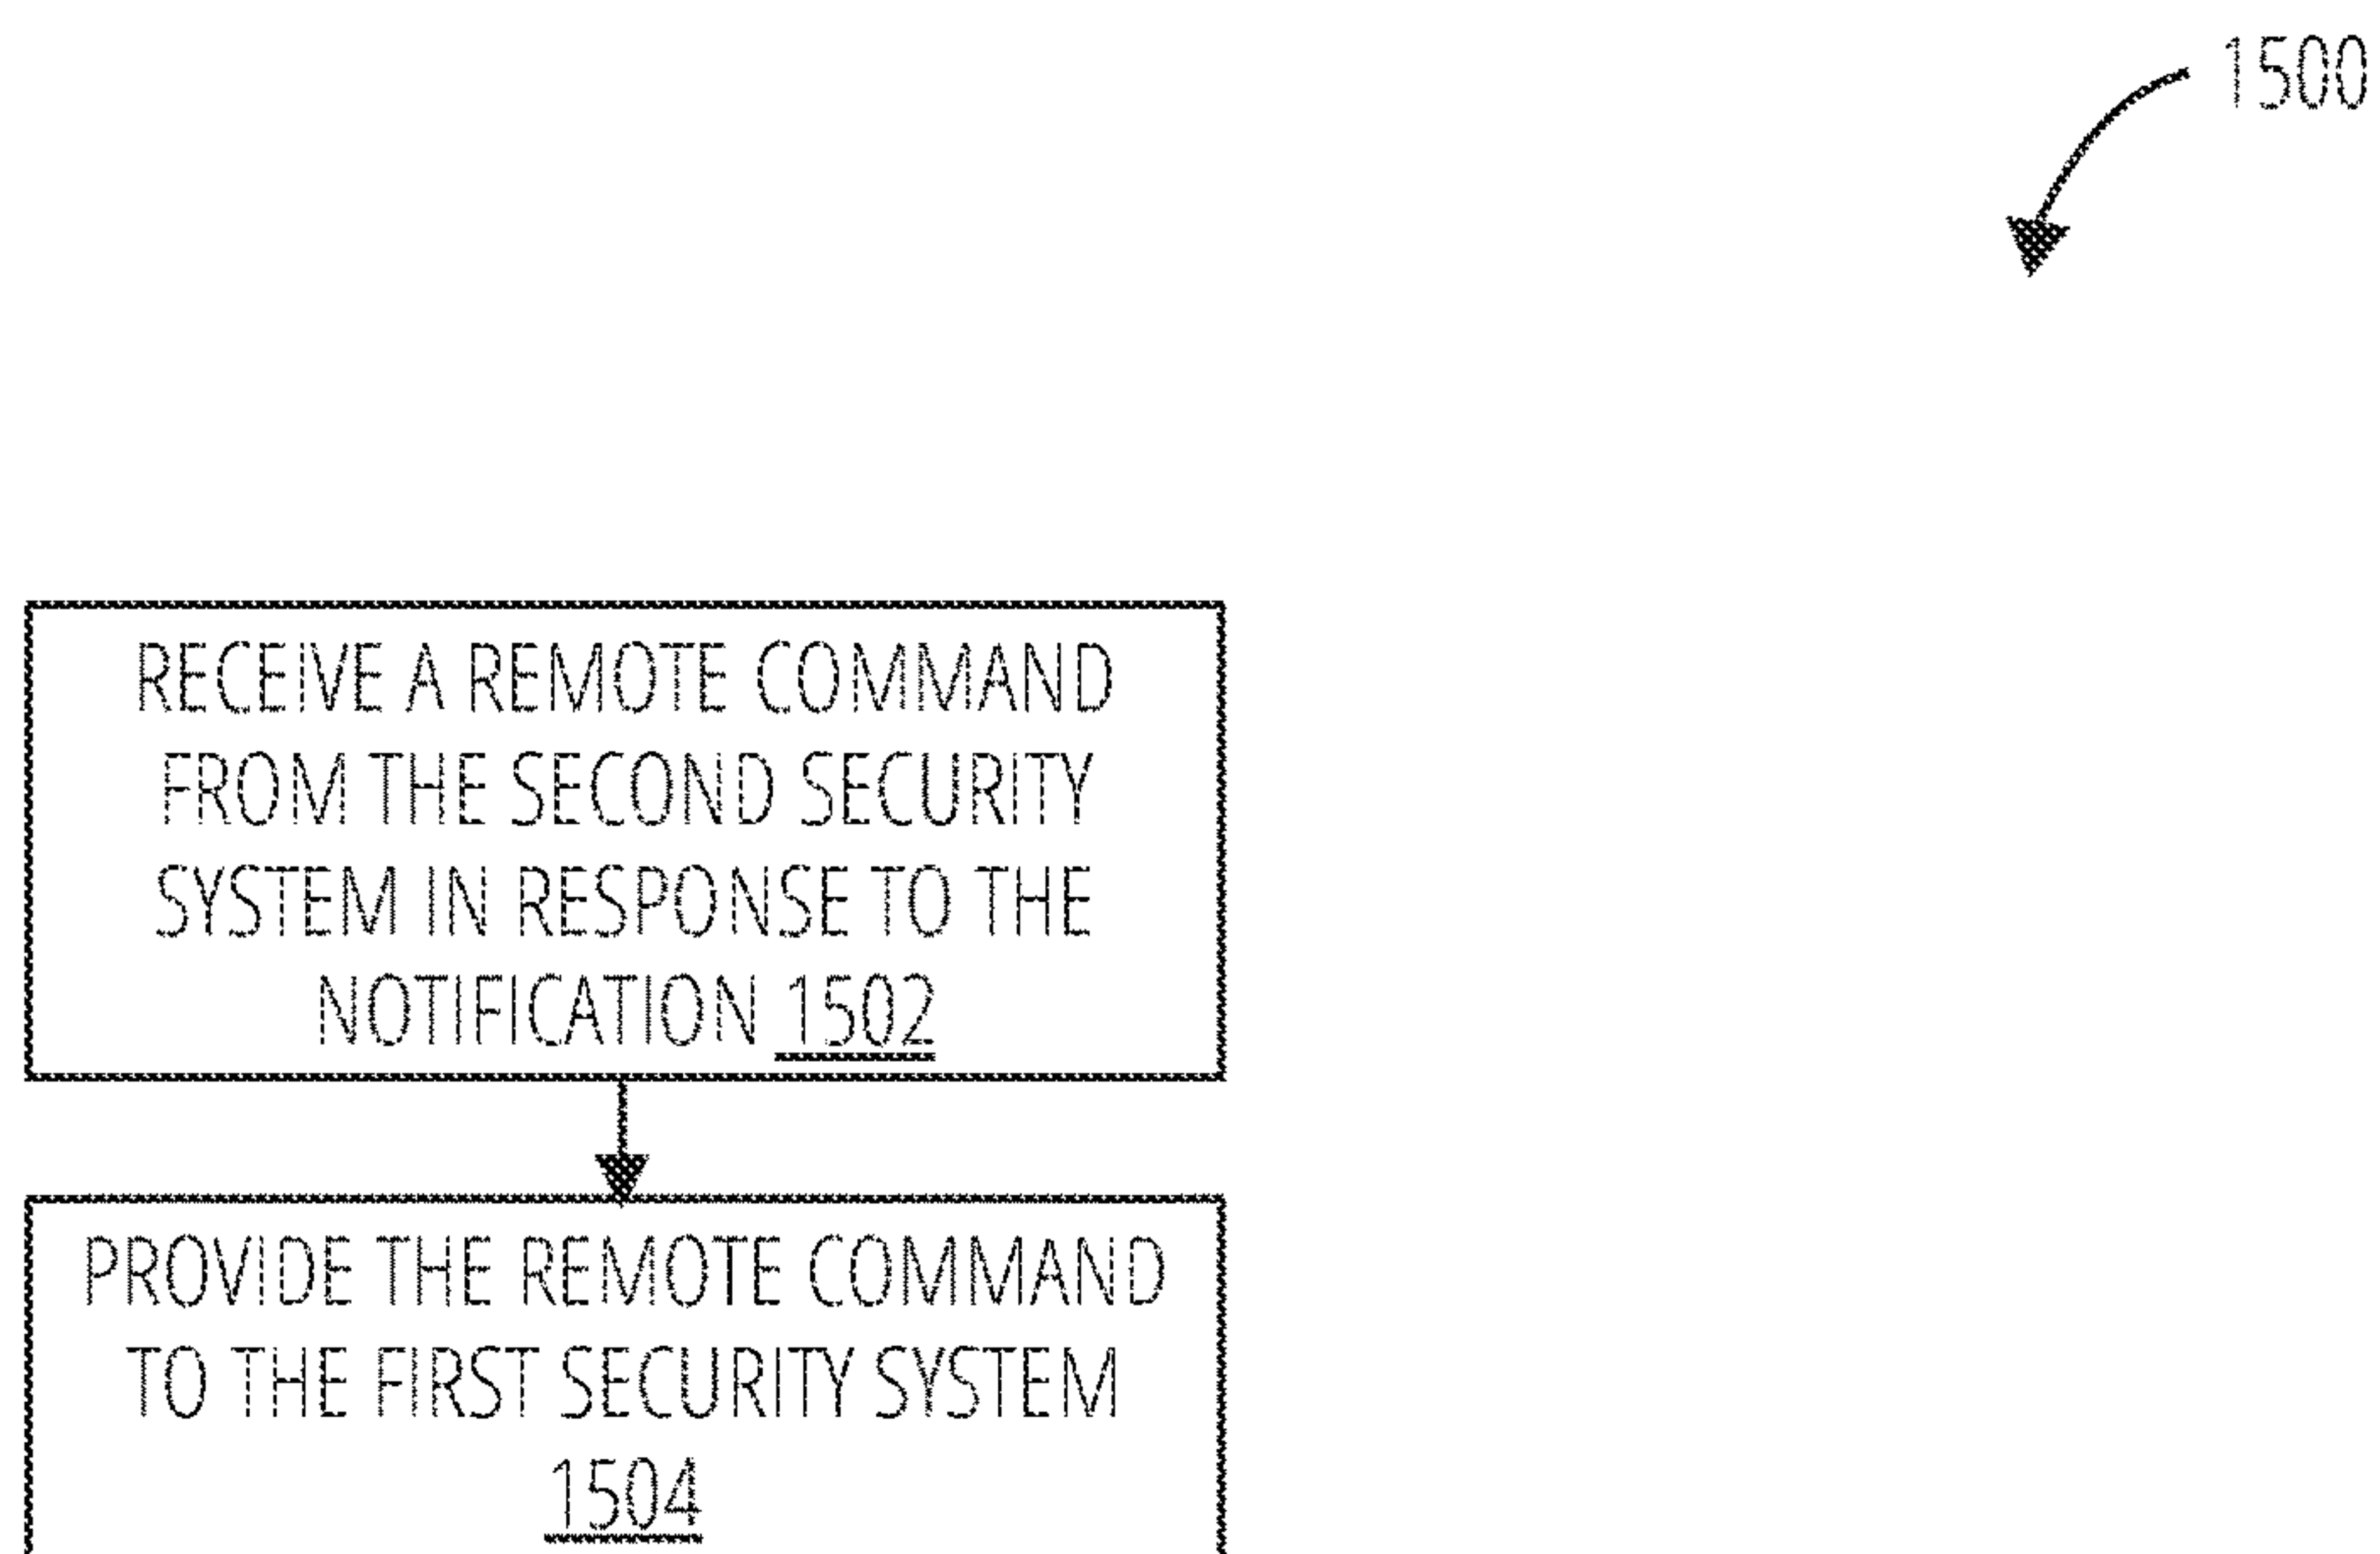 1500
RECEIVE A REMOTE COMMAND
FROM THE SECOND SECURITY
SYSTEM IN RESPONSE TO THE
NOTIFICATION 1502
PROVIDE THE REMOTE COMMAND
TO THE FIRST SECURITY SYSTEM
1504